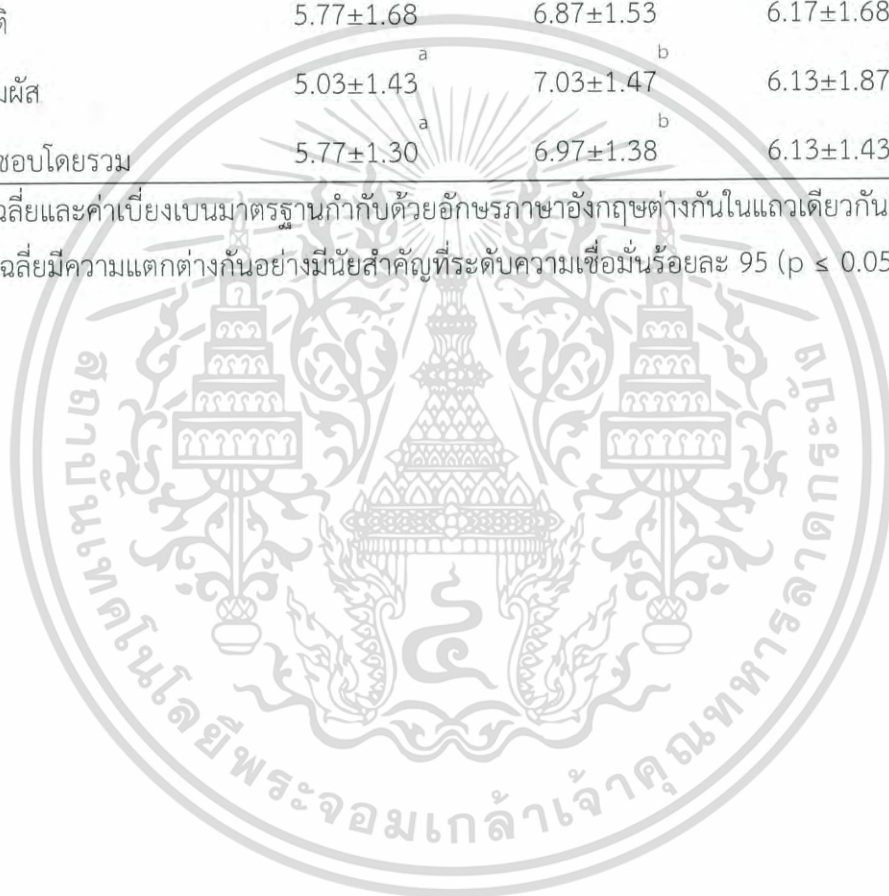 ติ 5.77±1.68 6.87±1.53 6.17±1.68
a b
มผัส 5.03±1.43 7.03±1.47 6.13±1.87
a b
ชอบโดยรวม 5.77±1.30 6.97±1.38 6.13±1.43
ฉลี่ยและค่าเบี่ยงเบนมาตรฐานกำกับด้วยอักษรภาษาอังกฤษต่างกันในแถวเดียวกัน
ฉลี่ยมีความแตกต่างกันอย่างมีนัยสำคัญที่ระดับความเชื่อมั่นร้อยละ 95 (p ≤ 0.05
สถาบันเทคโนโลยีพระจอมเกล้าเจ้าคุณทหารลาดกระบัง